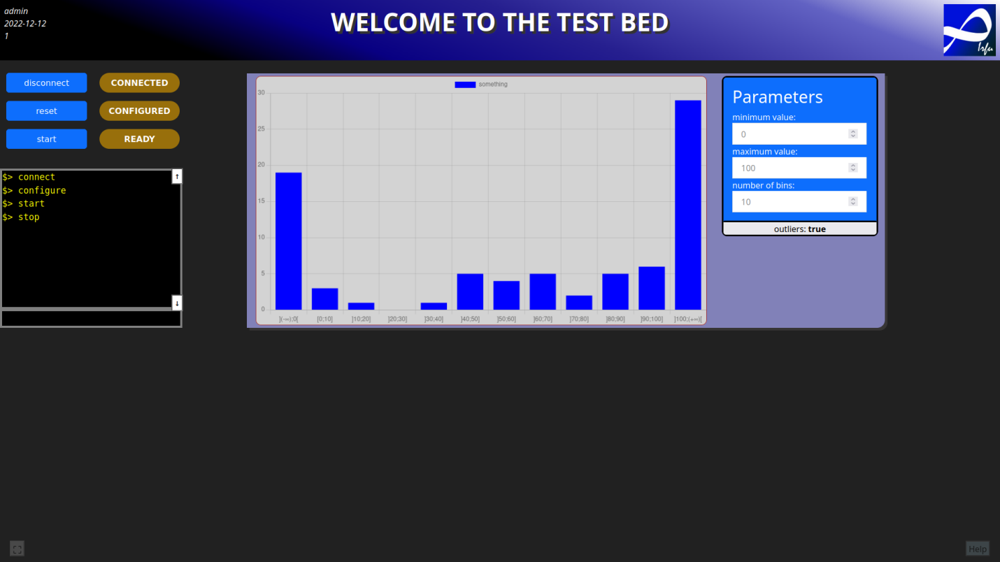 admin
2022-12-12
1
WELCOME TO THE TEST BED
Irfu
disconnect
CONNECTED
reset
CONFIGURED
start
READY
$> connect
$> configure
$> start
$> stop
↑
↓
something
30
25
20
15
10
5
0
](-∞);0[
[0;10]
]10;20]
]20;30]
]30;40]
]40;50]
]50;60]
]60;70]
]70;80]
]80;90]
]90;100]
]100;(+∞)[
Parameters
minimum value:
0
maximum value:
100
number of bins:
10
outliers: true
Help